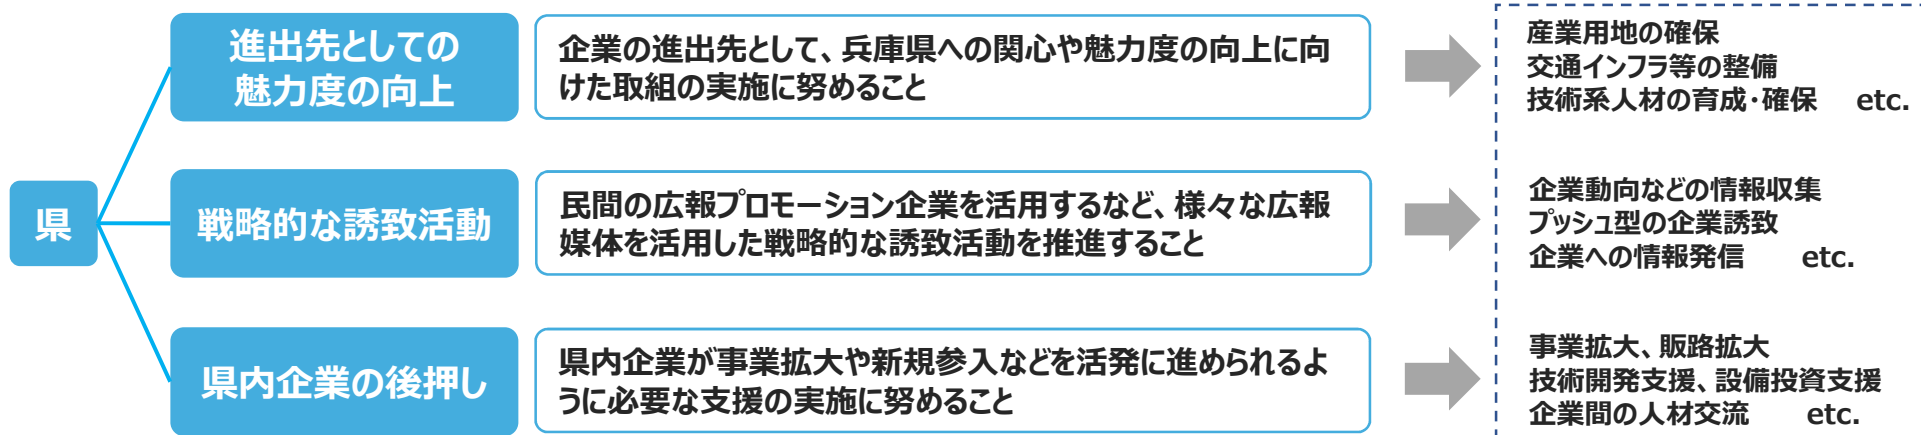 県
進出先としての
魅力度の向上
企業の進出先として、兵庫県への関心や魅力度の向上に向
けた取組の実施に努めること
産業用地の確保
交通インフラ等の整備
技術系人材の育成・確保 etc.
戦略的な誘致活動
民間の広報プロモーション企業を活用するなど、様々な広報
媒体を活用した戦略的な誘致活動を推進すること
企業動向などの情報収集
プッシュ型の企業誘致
企業への情報発信 etc.
県内企業の後押し
県内企業が事業拡大や新規参入などを活発に進められるよ
うに必要な支援の実施に努めること
事業拡大、販路拡大
技術開発支援、設備投資支援
企業間の人材交流 etc.